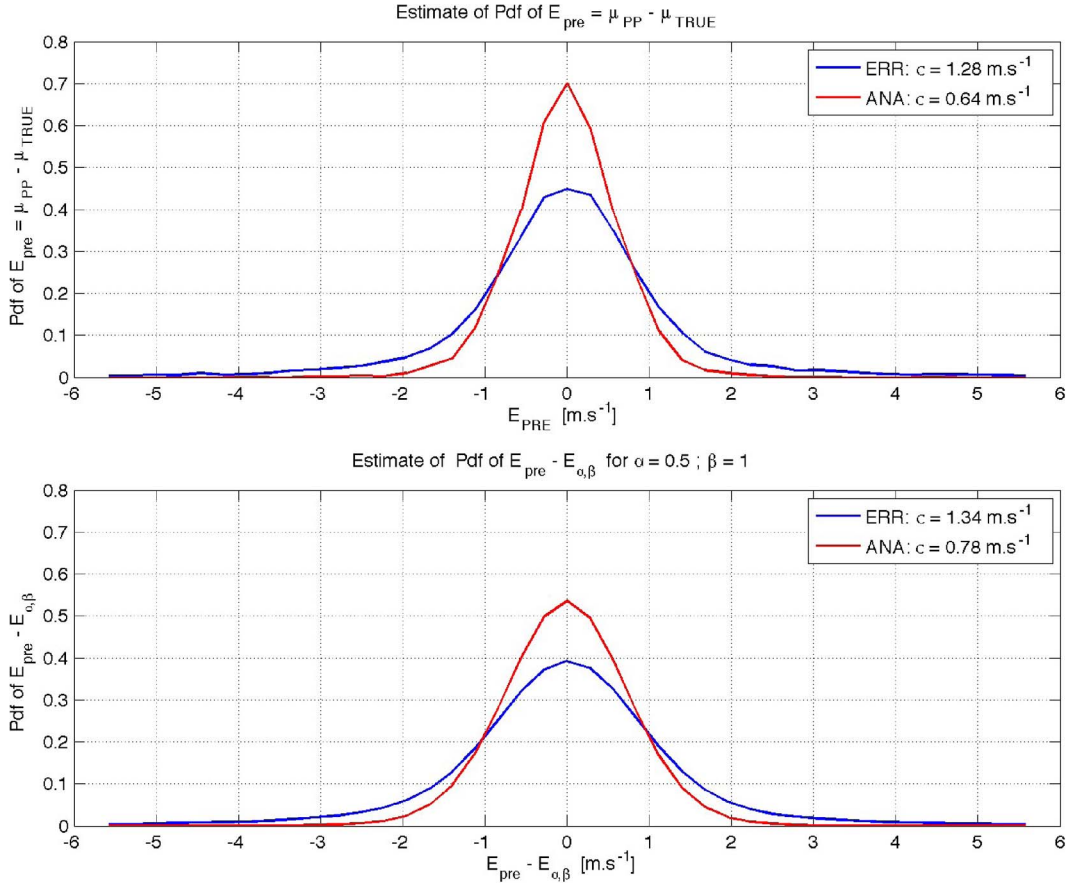 Estimate of Pdf of E_pre = μ_PP - μ_TRUE
Pdf of E_pre = μ_PP - μ_TRUE
0.8
0.7
0.6
0.5
0.4
0.3
0.2
0.1
0
ERR: c = 1.28 m.s⁻¹
ANA: c = 0.64 m.s⁻¹
-6 -5 -4 -3 -2 -1 0 1 2 3 4 5 6
E_PRE [m.s⁻¹]
Estimate of Pdf of E_pre - E_α,β for α = 0.5 ; β = 1
Pdf of E_pre - E_α,β
0.8
0.7
0.6
0.5
0.4
0.3
0.2
0.1
0
ERR: c = 1.34 m.s⁻¹
ANA: c = 0.78 m.s⁻¹
-6 -5 -4 -3 -2 -1 0 1 2 3 4 5 6
E_pre - E_α,β [m.s⁻¹]